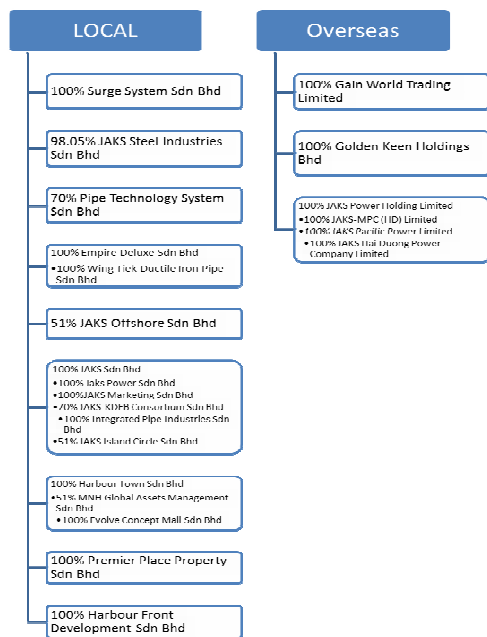 LOCAL
100% Surge System Sdn Bhd
98.05% JAKS Steel Industries
Sdn Bhd
70% Pipe Technology System
Sdn Bhd
100% Empire Deluxe Sdn Bhd
•100% Wing Tiek Ductile Iron Pipe
Sdn Bhd
51% JAKS Offshore Sdn Bhd
100% JAKS Sdn Bhd
•100% Jaks Power Sdn Bhd
•100%JAKS Marketing Sdn Bhd
•70% JAKS-KDEB Consortium Sdn Bhd
•100% Integrated Pipe Industries Sdn
Bhd
•51% JAKS Island Circle Sdn Bhd
100% Harbour Town Sdn Bhd
•51% MNH Global Assets Management
Sdn Bhd
•100% Evolve Concept Mall Sdn Bhd
100% Premier Place Property
Sdn Bhd
100% Harbour Front
Development Sdn Bhd
Overseas
100% Gain World Trading
Limited
100% Golden Keen Holdings
Bhd
100% JAKS Power Holding Limited
•100% JAKS-MPC (HD) Limited
•100% JAKS Pacific Power Limited
•100% JAKS Hai Duong Power
Company Limited